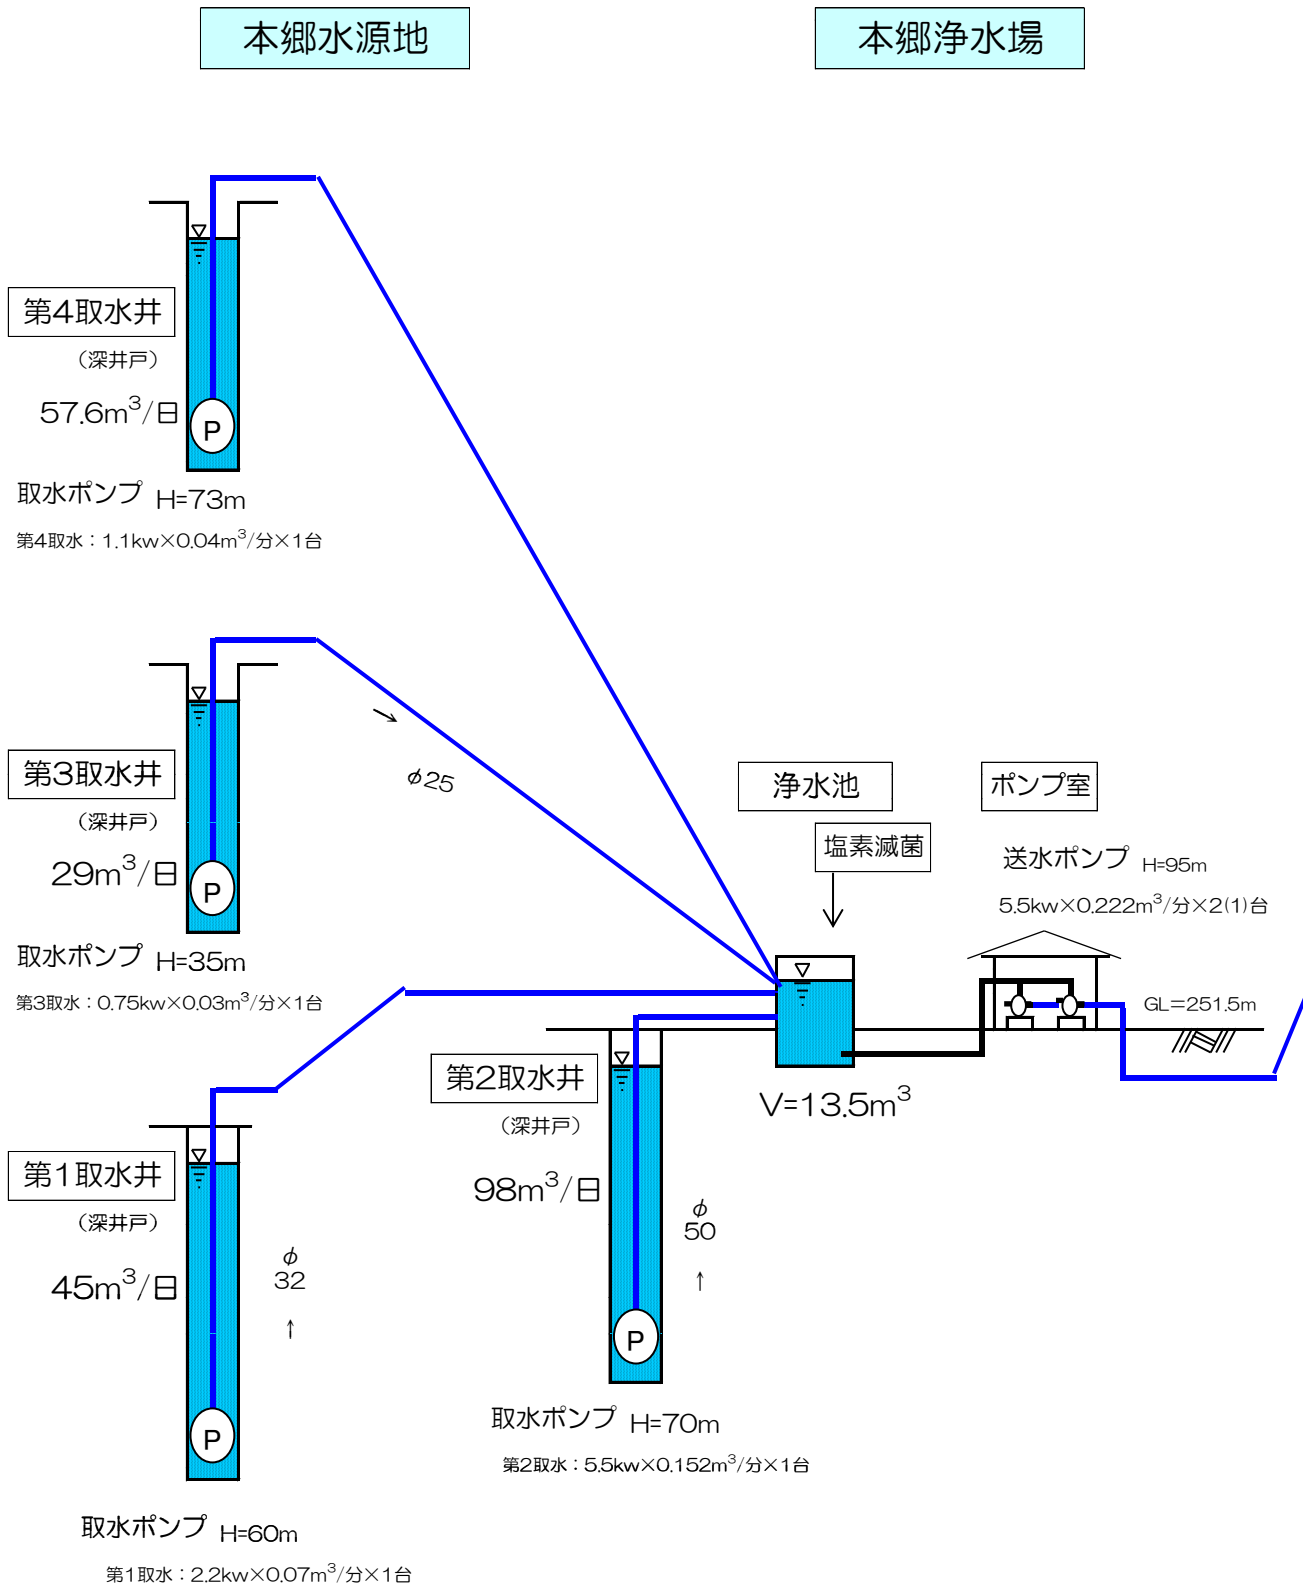 本郷水源地
本郷浄水場
第4取水井
（深井戸）
57.6m³/日
P
取水ポンプ H=73m
第4取水：1.1kw×0.04m³/分×1台
第3取水井
（深井戸）
29m³/日
P
取水ポンプ H=35m
第3取水：0.75kw×0.03m³/分×1台
→
φ25
浄水池
塩素滅菌
ポンプ室
送水ポンプ H=95m
5.5kw×0.222m³/分×2(1)台
GL=251.5m
V=13.5m³
第1取水井
（深井戸）
45m³/日
φ
32
↑
P
取水ポンプ H=60m
第1取水：2.2kw×0.07m³/分×1台
第2取水井
（深井戸）
98m³/日
φ
50
↑
P
取水ポンプ H=70m
第2取水：5.5kw×0.152m³/分×1台